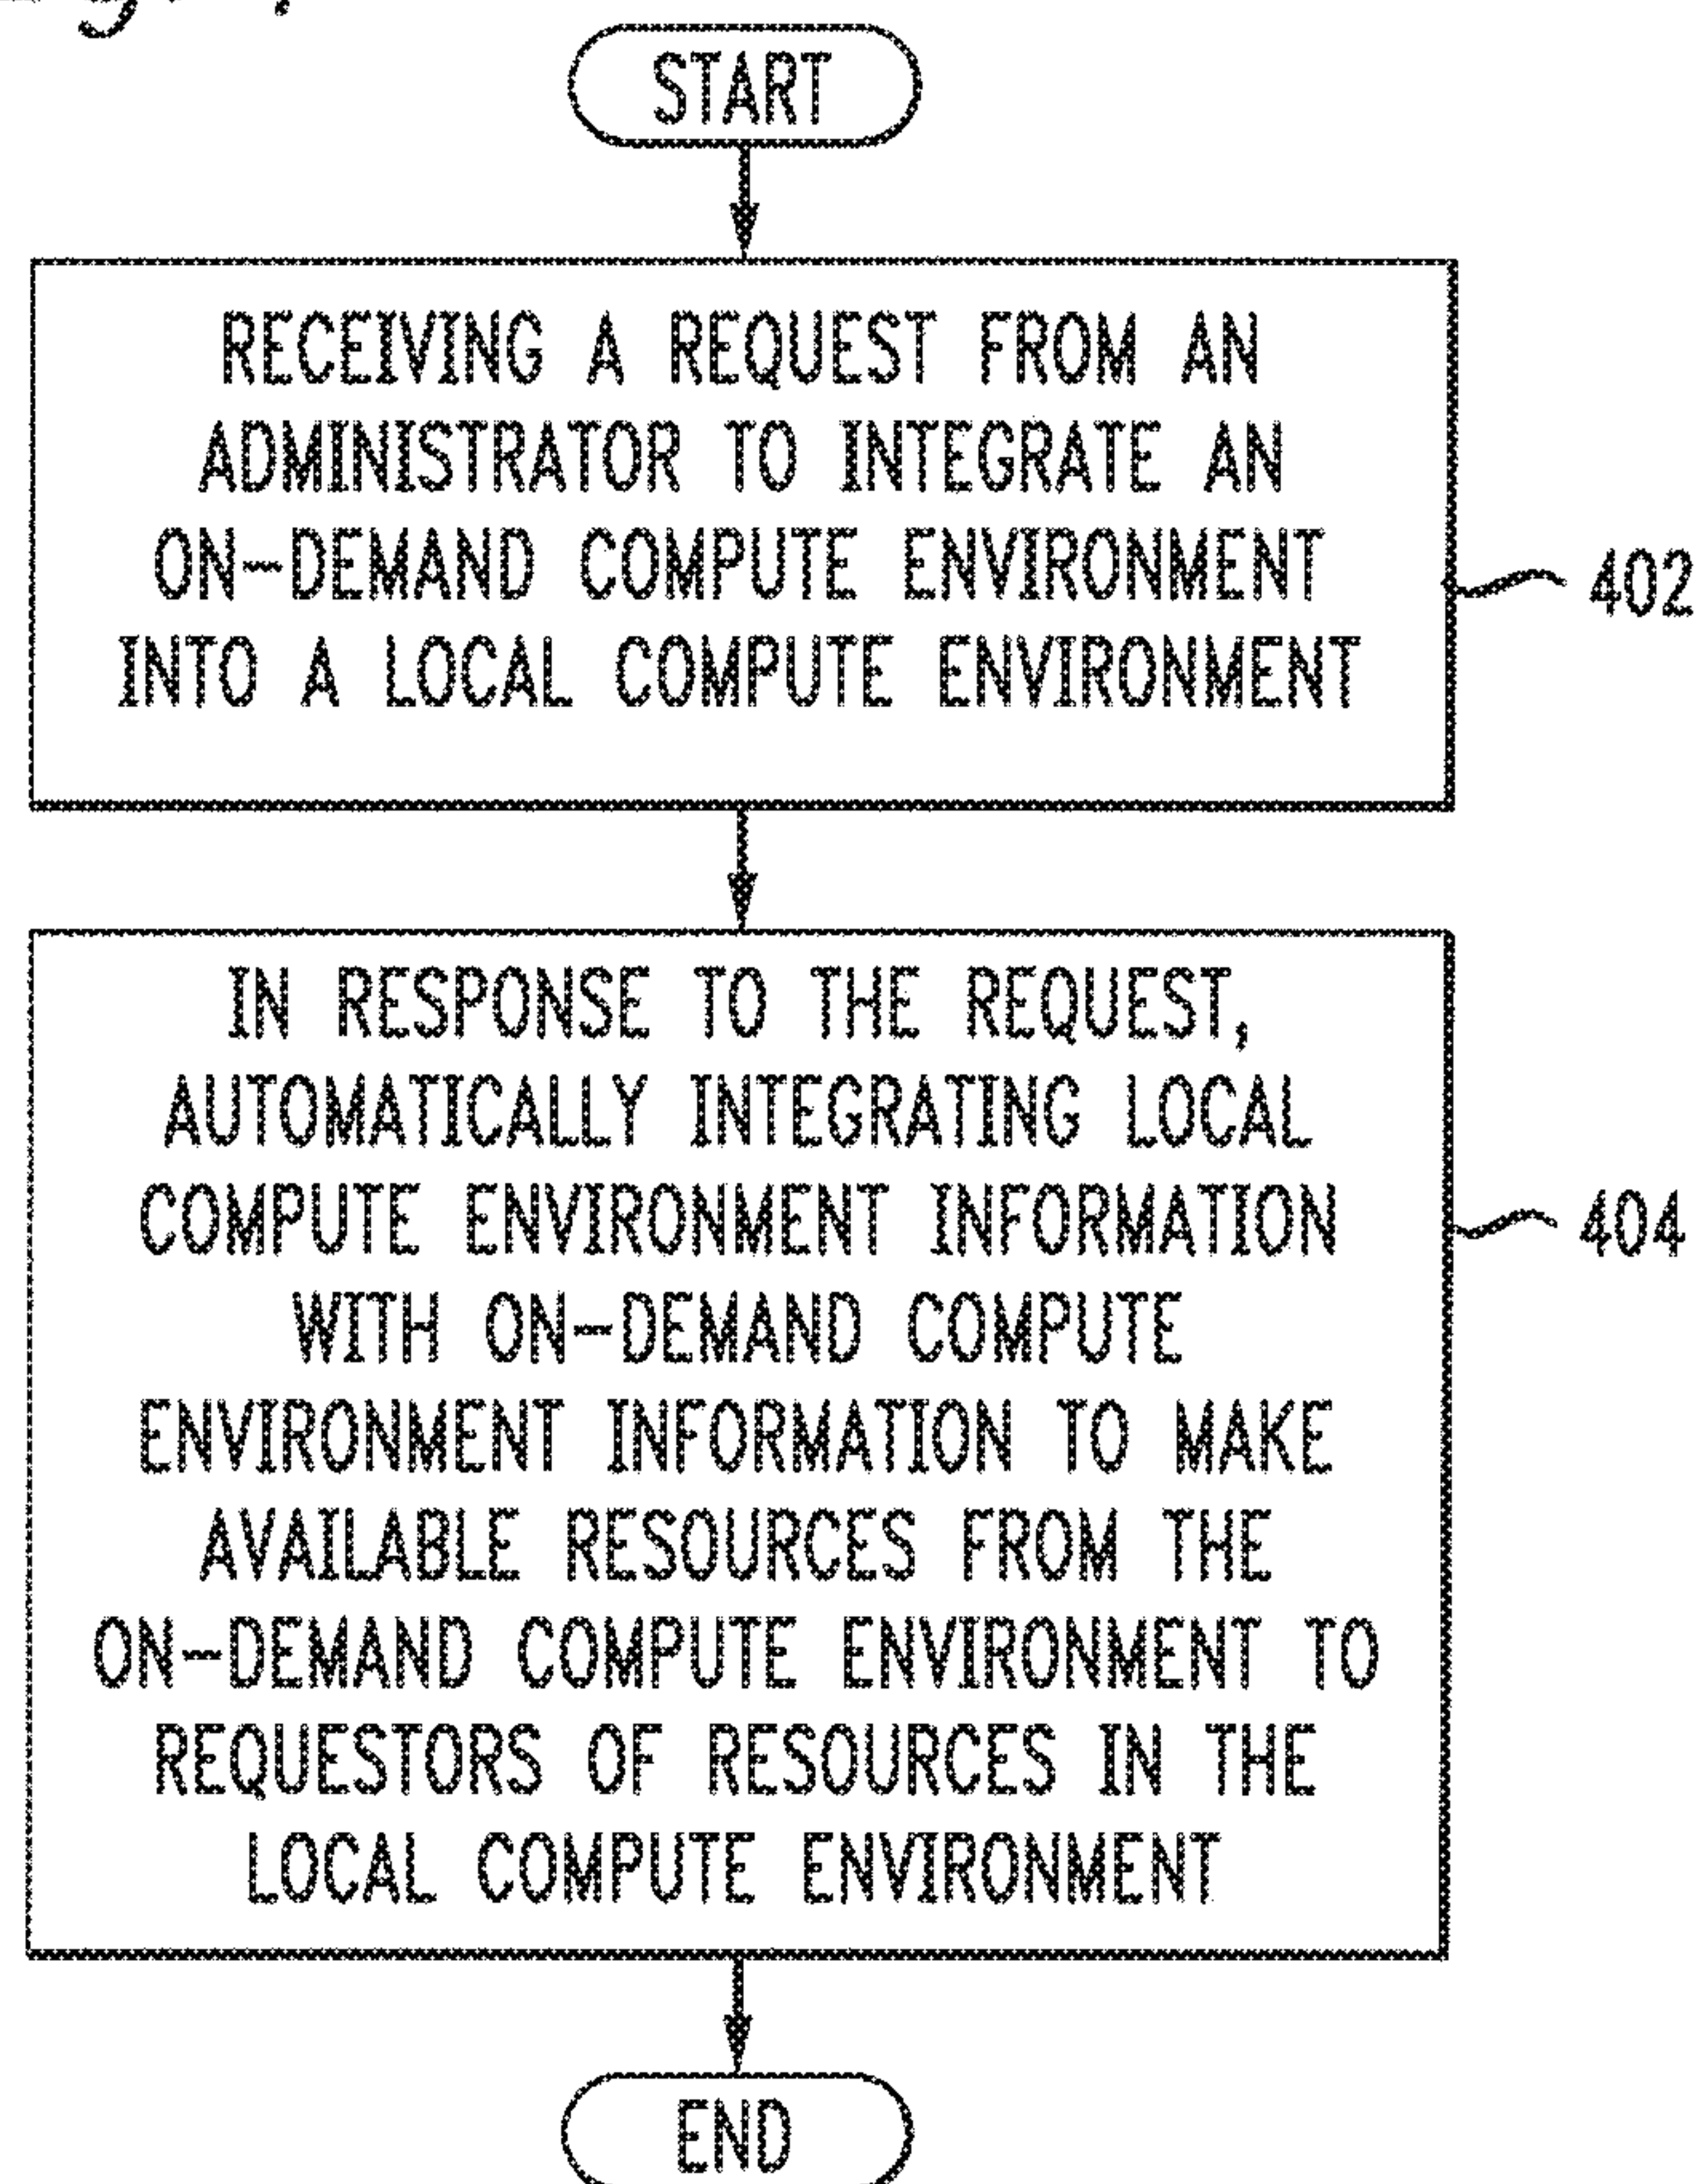 START
RECEIVING A REQUEST FROM AN
ADMINISTRATOR TO INTEGRATE AN
ON-DEMAND COMPUTE ENVIRONMENT
INTO A LOCAL COMPUTE ENVIRONMENT
402
IN RESPONSE TO THE REQUEST,
AUTOMATICALLY INTEGRATING LOCAL
COMPUTE ENVIRONMENT INFORMATION
WITH ON-DEMAND COMPUTE
ENVIRONMENT INFORMATION TO MAKE
AVAILABLE RESOURCES FROM THE
ON-DEMAND COMPUTE ENVIRONMENT TO
REQUESTORS OF RESOURCES IN THE
LOCAL COMPUTE ENVIRONMENT
404
END